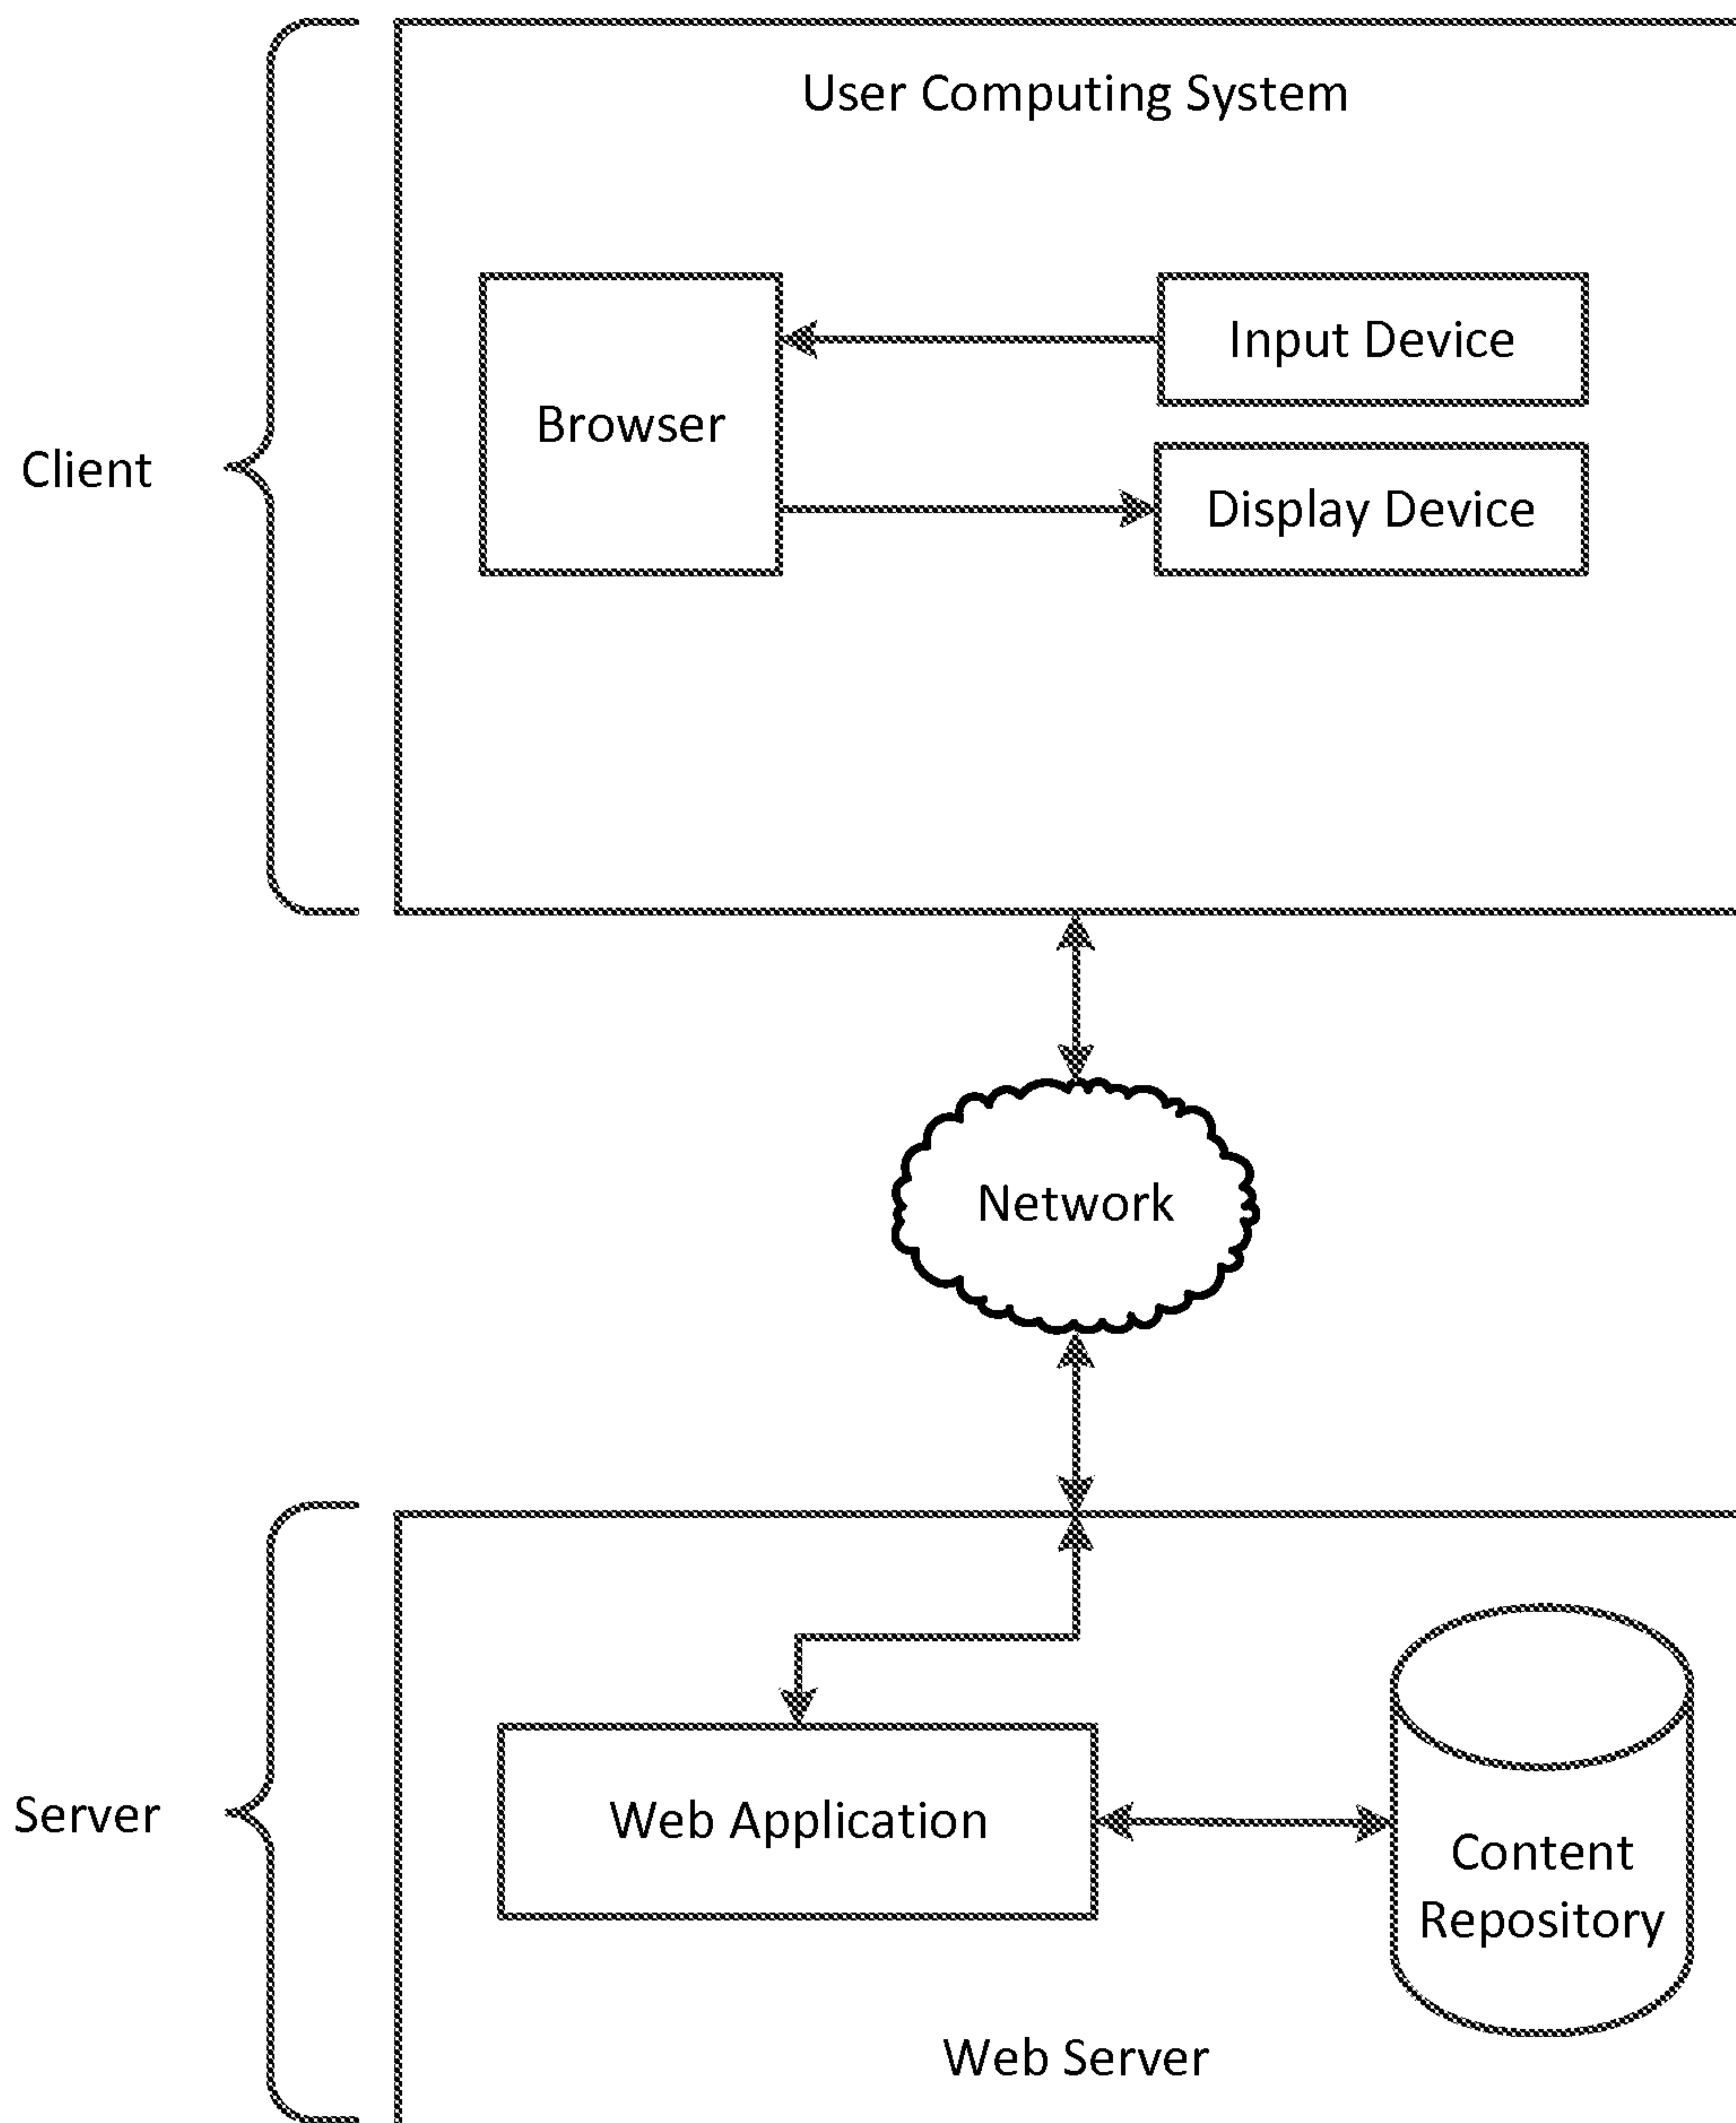 User Computing System
Input Device
Browser
Client
Display Device
Network
Server
Web Application
Content
Repository
Web Server